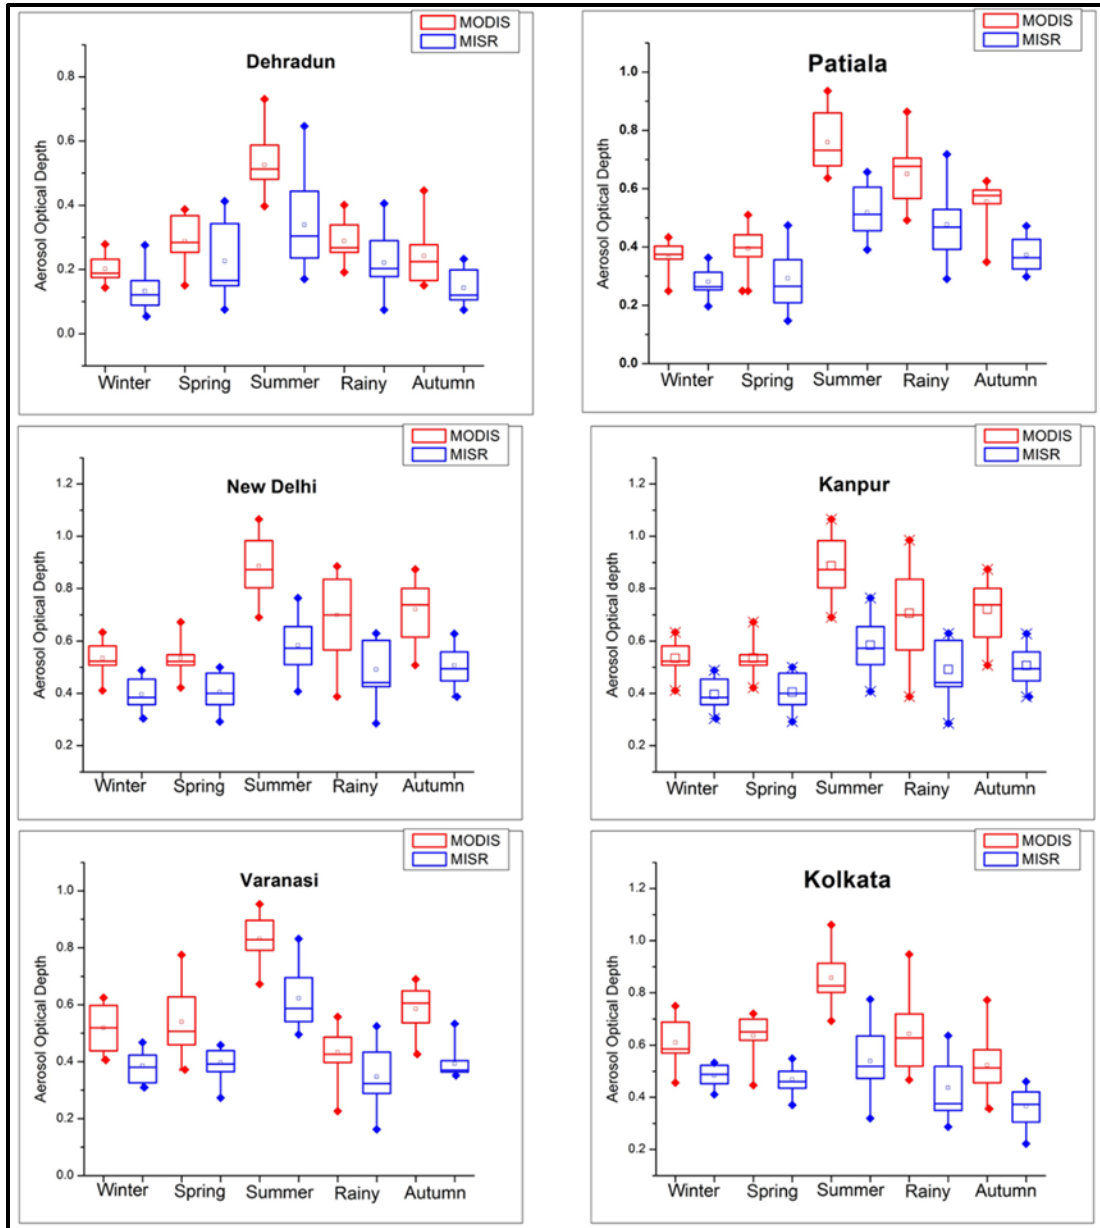 MODIS
MISR
Dehradun
Aerosol Optical Depth
0.8
0.6
0.4
0.2
0.0
Winter Spring Summer Rainy Autumn
MODIS
MISR
Patiala
Aerosol Optical Depth
1.0
0.8
0.6
0.4
0.2
0.0
Winter Spring Summer Rainy Autumn
MODIS
MISR
New Delhi
Aerosol Optical Depth
1.2
1.0
0.8
0.6
0.4
0.2
Winter Spring Summer Rainy Autumn
MODIS
MISR
Kanpur
Aerosol Optical depth
1.2
1.0
0.8
0.6
0.4
0.2
Winter Spring Summer Rainy Autumn
MODIS
MISR
Varanasi
Aerosol Optical Depth
1.0
0.8
0.6
0.4
0.2
0.0
Winter Spring Summer Rainy Autumn
MODIS
MISR
Kolkata
Aerosol Optical Depth
1.2
1.0
0.8
0.6
0.4
0.2
Winter Spring Summer Rainy Autumn